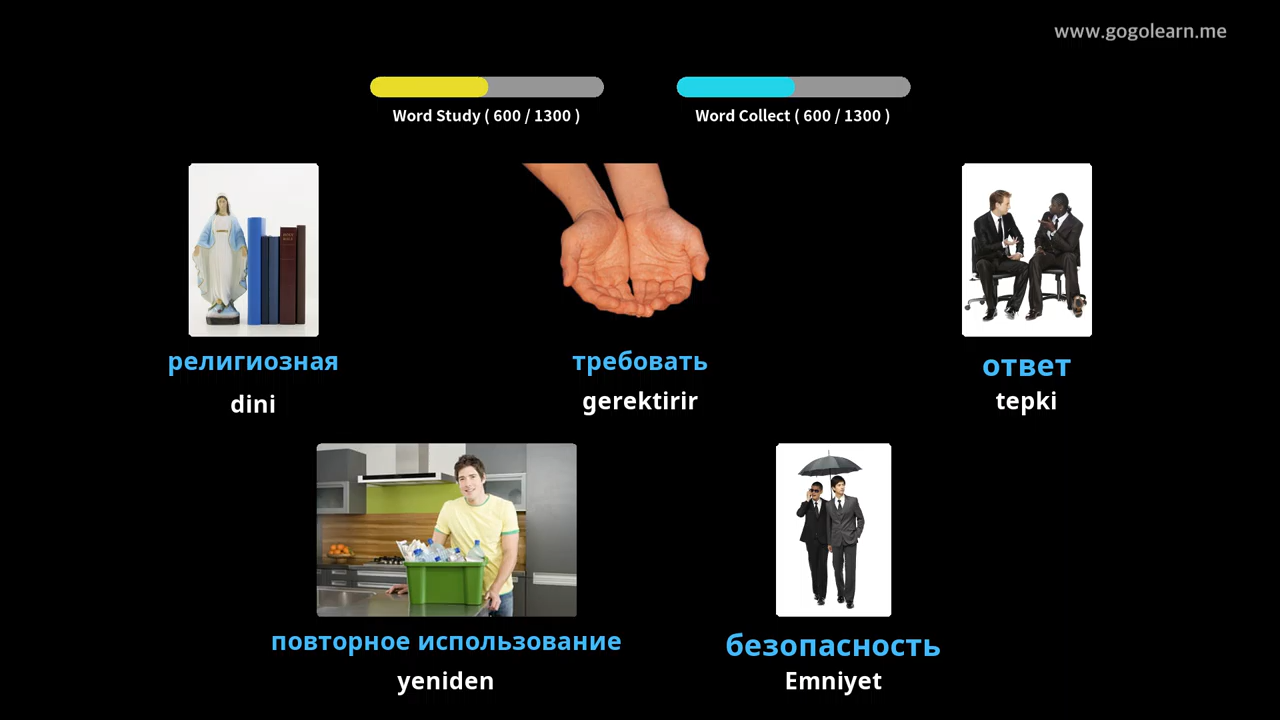 www.gogolearn.me
Word Study ( 600 / 1300 )
Word Collect ( 600 / 1300 )
религиозная
dini
требовать
gerektirir
ответ
tepki
повторное использование
yeniden
безопасность
Emniyet